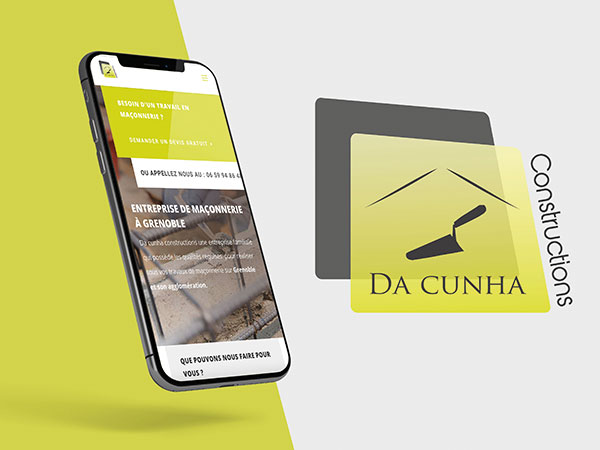 BESOIN D'UN TRAVAIL EN
MAÇONNERIE ?
DEMANDER UN DEVIS GRATUIT >
OU APPELLEZ NOUS AU : 06 59 94 86 4
ENTREPRISE DE MAÇONNERIE
À GRENOBLE
Da cunha constructions une entreprise familiale
qui possède les qualités requises pour réaliser
tous vos travaux de maçonnerie sur Grenoble
et son agglomération.
QUE POUVONS NOUS FAIRE POUR
VOUS ?
DA CUNHA
Constructions